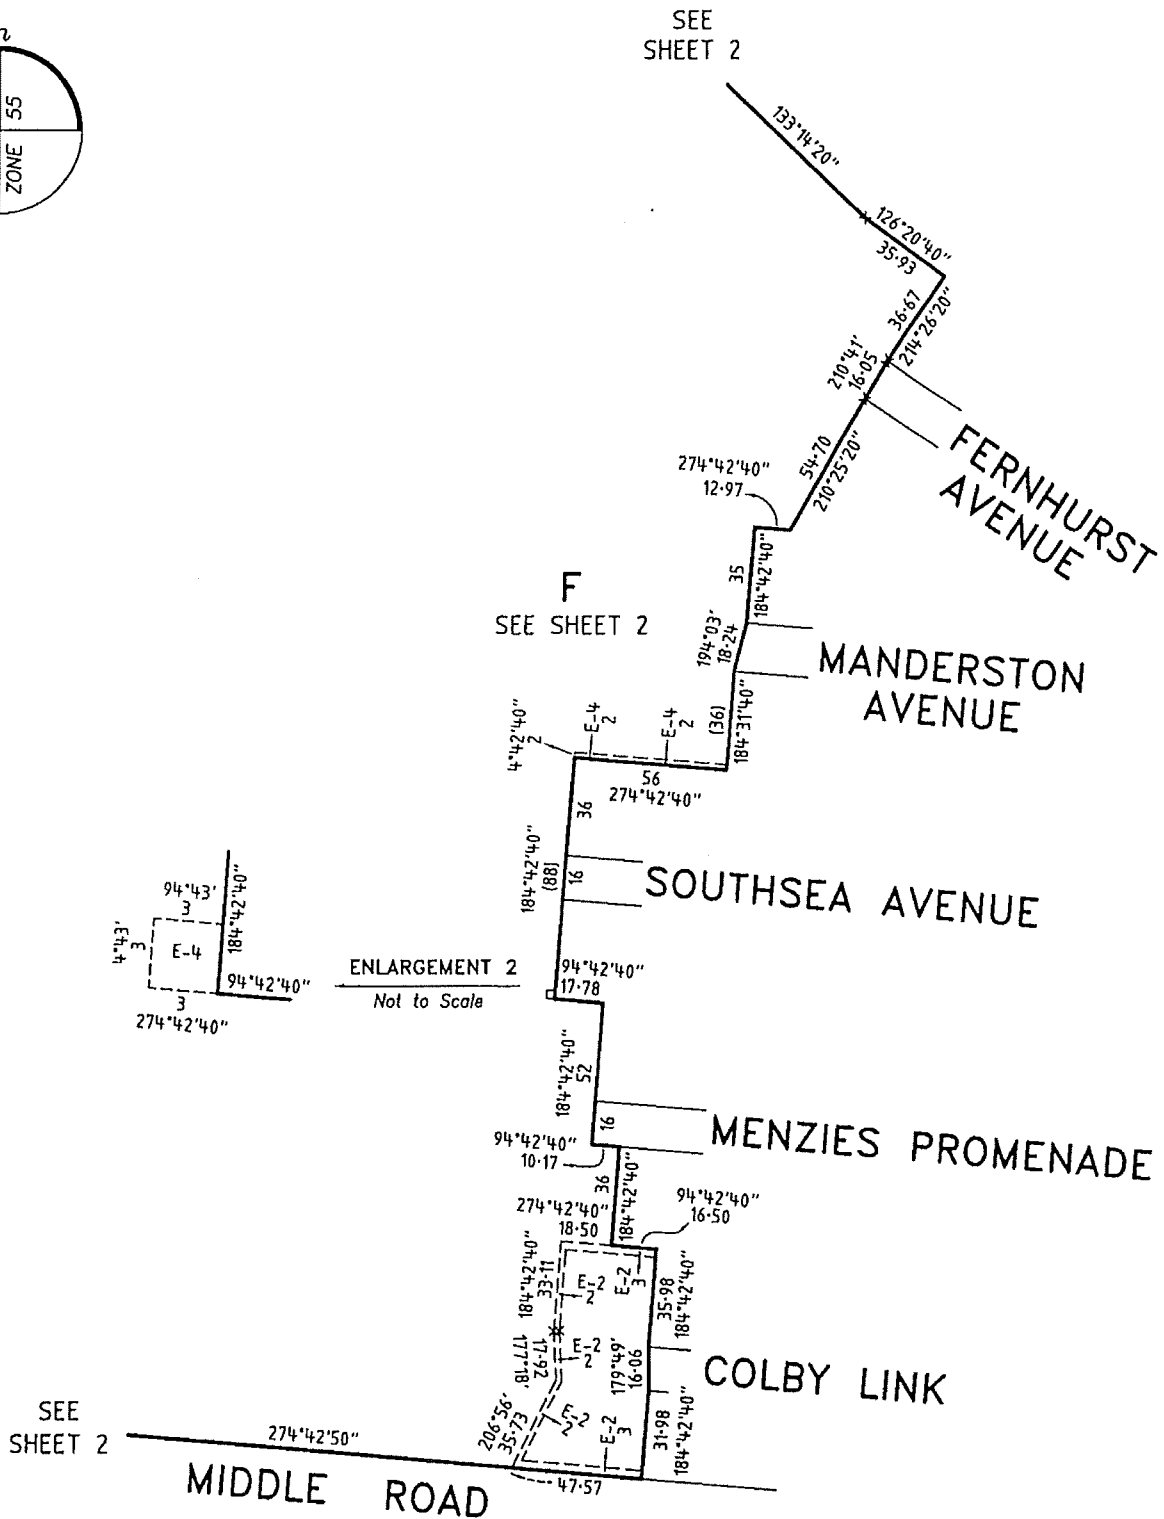 ZONE 55
SEE
SHEET 2
133°14'20"
126°20'40"
35·93
36·67
214°26'20"
210°41'
16·05
FERNHURST
AVENUE
54·70
210°25'20"
274°42'40"
12·97
35
184°42'40"
F
SEE SHEET 2
194°03'
18·24
MANDERSTON
AVENUE
(36)
184°31'40"
4°42'40"
2
E-4
2
E-4
2
56
274°42'40"
36
184°42'40"
(88)
16
SOUTHSEA AVENUE
94°43'
3
184°42'40"
4°43'
3
E-4
94°42'40"
3
274°42'40"
ENLARGEMENT 2
Not to Scale
94°42'40"
17·78
184°42'40"
52
16
MENZIES PROMENADE
94°42'40"
10·17
36
184°42'40"
94°42'40"
16·50
274°42'40"
18·50
184°42'40"
33·11
E-2
2
E-2
3
35·98
184°42'40"
177°18'
17·92
E-2
2
179°49'
16·06
COLBY LINK
206°56'
35·73
E-2
2
E-2
3
31·98
184°42'40"
SEE
SHEET 2
274°42'50"
47·57
MIDDLE ROAD